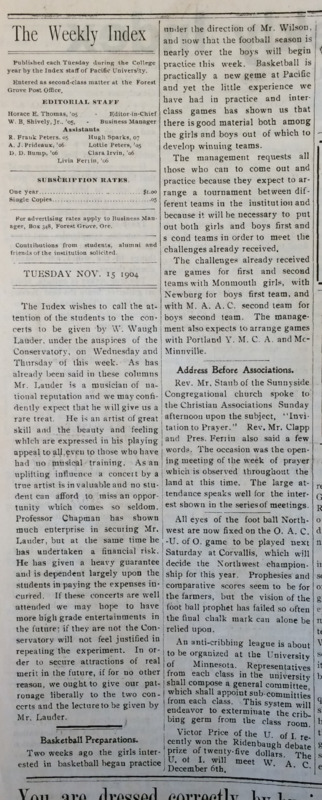 The Weekly Index
Published each Tuesday during the College
year by the Index staff of Pacific University.
Entered as second-class matter at the Forest
Grove Post Office,
EDITORIAL STAFF
Horace E. Thomas, '05 Editor-in-Chief
W. B. Shively, Jr., '05, - Business Manager
Assistants
R. Frank Peters, 05 Hugh Sparks, 07
A. J. Prideaux, '06 Lottie Peters, '05
D. D. Bump, '06 Clara Irvin, '06
Livia Ferrin, '06
SUBSCRIPTION RATES.
One year $1.00
Single Copies .05
For advertising rates apply to Business Man-
ager, Box 348, Forest Grove, Ore.
Contributions from students, alumni and
friends of the institution solicited.
TUESDAY NOV. 15 1904
The Index wishes to call the at-
tention of the students to the con-
certs to be given by W. Waugh
Lauder, under the auspices of the
Conservatory, on Wednesday and
Thursday of this week. As has
already been said in these columns
Mr. Lauder is a musician of na-
tional reputation and we may confi-
dently expect that he will give us a
rare treat. He is an artist of great
skill and the beauty and feeling
which are expressed in his playing
appeal to all even to those who have
had no musical training. As an
uplifting influence a concert by a
true artist is invaluable and no stu-
dent can afford to miss an oppor-
tunity which comes so seldom.
Professor Chapman has shown
much enterprise in securing Mr.
Lauder, but at the same time he
has undertaken a financial risk.
He has given a heavy guarantee
and is dependent largely upon the
students in paying the expenses in-
curred. If these concerts are well
attended we may hope to have
more high grade entertainments in
the future; if they are not the Con-
servatory will not feel justified in
repeating the experiment. In or-
der to secure attractions of real
merit in the future, if for no other
reason, we ought to give our pat-
ronage liberally to the two con-
certs and the lecture to be given by
Mr. Lauder.
Basketball Preparations.
Two weeks ago the girls inter-
ested in basketball began practice
under the direction of Mr. Wilson,
and now that the football season is
nearly over the boys will begin
practice this week. Basketball is
practically a new game at Pacific
and yet the little experience we
have had in practice and inter-
class games has shown us that
there is good material both among
the girls and boys out of which to
develop winning teams.
The management requests all
those who can to come out and
practice because they expect to ar-
range a tournament between dif-
ferent teams in the institution and
because it will be necessary to put
out both girls and boys first and
s cond teams in order to meet the
challenges already received.
The challenges already received
are games for first and second
teams with Monmouth girls, with
Newburg for boys first team, and
with M. A. A. C. second team for
boys second team. The manage-
ment also expects to arrange games
with Portland Y. M. C. A. and Mc-
Minnville.
Address Before Associations.
Rev. Mr. Staub of the Sunnyside
Congregational church spoke to
the Christian Associations Sunday
afternoon upon the subject, "Invi-
tation to Prayer." Rev. Mr. Clapp
and Pres. Ferrin also said a few
words. The occasion was the open-
ing meeting of the week of prayer
which is observed throughout the
land at this time. The large at-
tendance speaks well for the inter-
est shown in the series of meetings.
All eyes of the foot ball North-
west are now fixed on the O. A. C.
-U. of O. game to be played next
Saturday at Corvallis, which will
decide the Northwest champion-
ship for this year. Prophesies and
comparative scores seem to be for
the farmers, but the vision of the
foot ball prophet has failed so often
the final chalk mark can alone be
relied upon.
An anti-cribbing league is about
to be organized at the University
of Minnesota. Representatives
from each class in the university
shall compose a general committee,
which shall appoint sub-committees
from each class. This system will
endeavor to exterminate the crib-
bing germ from the class room.
Victor Price of the U. of I. re-
cently won the Ridenbaugh debate
prize of twenty-five dollars. The
U. of I. will meet W. A. C.
December 6th.
You are dressed correctly by